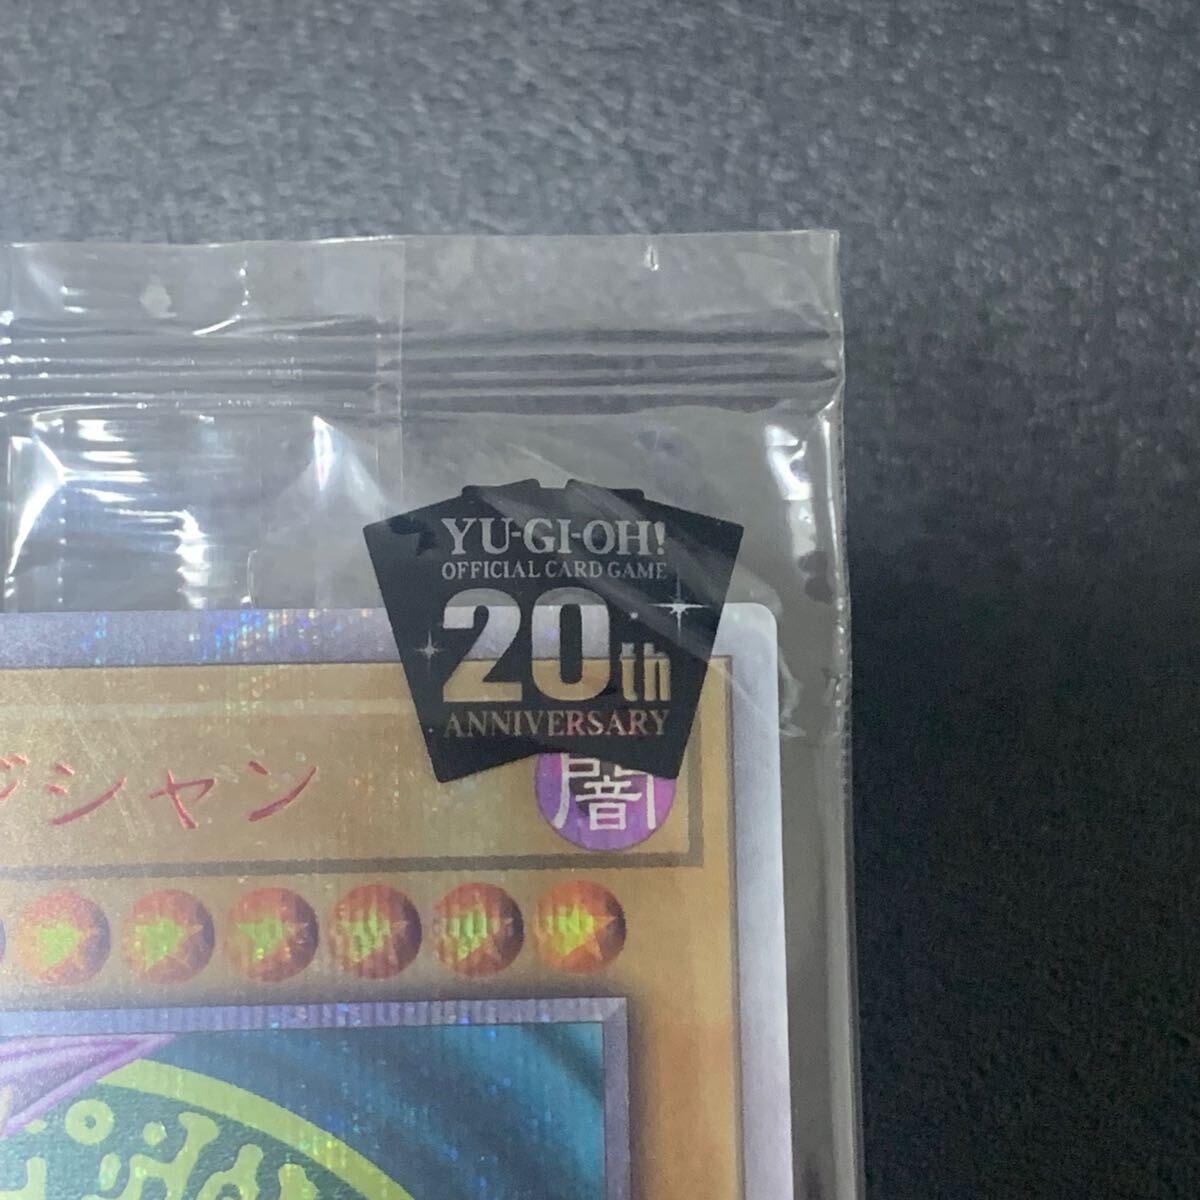 YU-GI-OH!
OFFICIAL CARD GAME
20th
ANNIVERSARY
ジシャン
闇